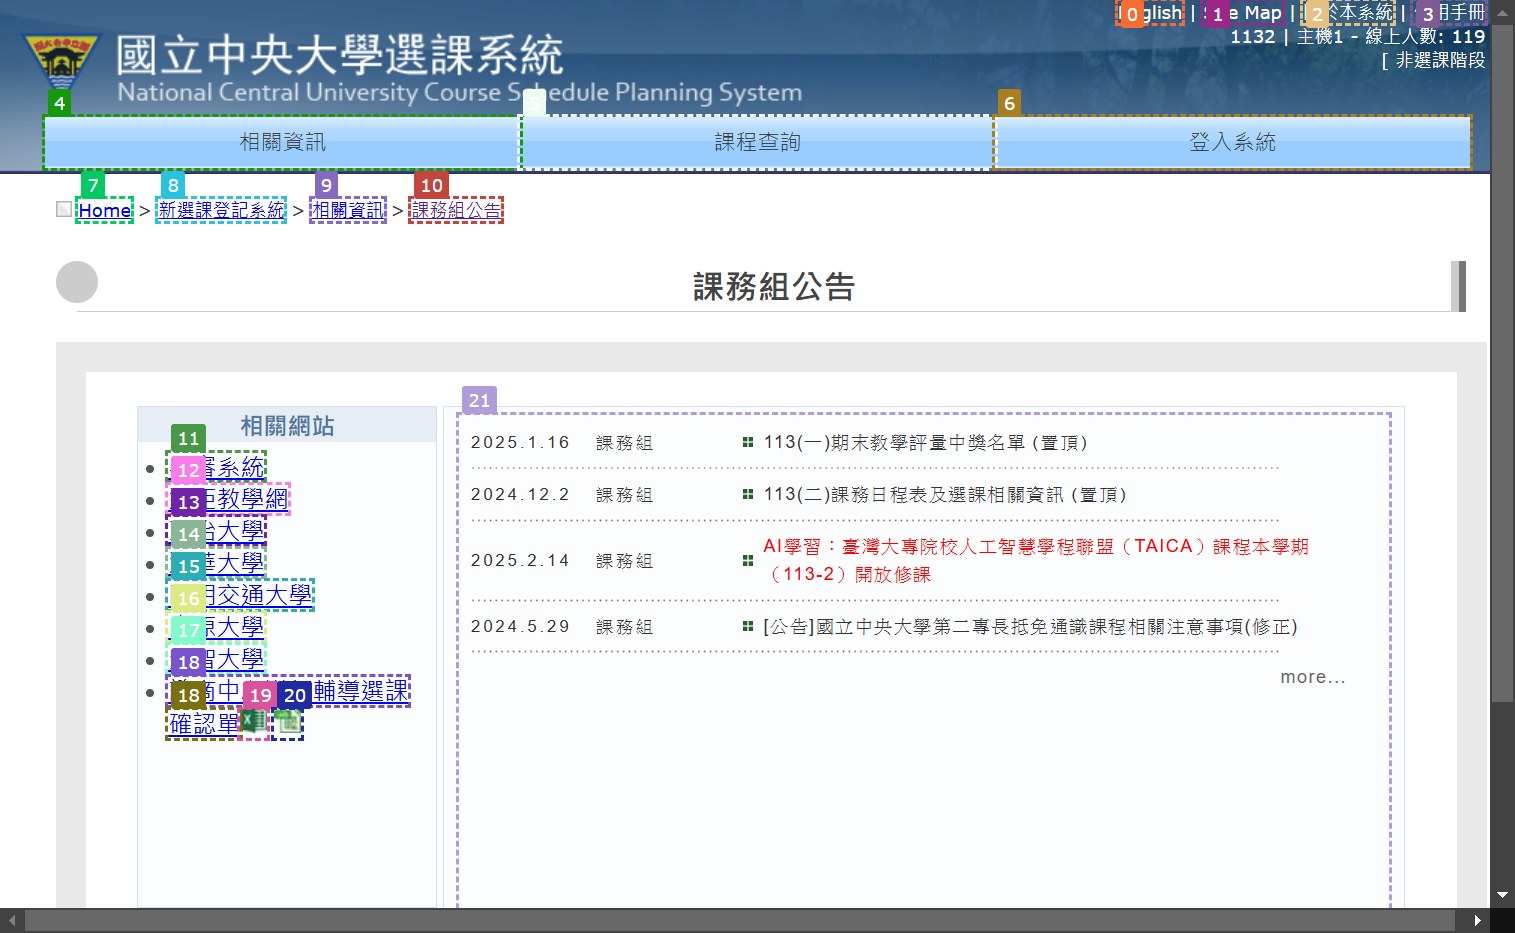 English | Site Map | 於本系統 | 用手冊
1132 | 主機1 - 線上人數: 119
[ 非選課階段
國立中央大學選課系統
National Central University Course Schedule Planning System
0
1
2
3
4
5
6
相關資訊
課程查詢
登入系統
7
8
9
10
Home > 新選課登記系統 > 相關資訊 > 課務組公告
課務組公告
相關網站
11
12
13
14
15
16
17
18
18
19
20
21
審系統
教學網
大學
大學
交通大學
原大學
智大學
輔導選課
確認單
2025.1.16 課務組 113(一)期末教學評量中獎名單 (置頂)
2024.12.2 課務組 113(二)課務日程表及選課相關資訊 (置頂)
2025.2.14 課務組 AI學習：臺灣大專院校人工智慧學程聯盟（TAICA）課程本學期
（113-2）開放修課
2024.5.29 課務組 [公告]國立中央大學第二專長抵免通識課程相關注意事項(修正)
more...